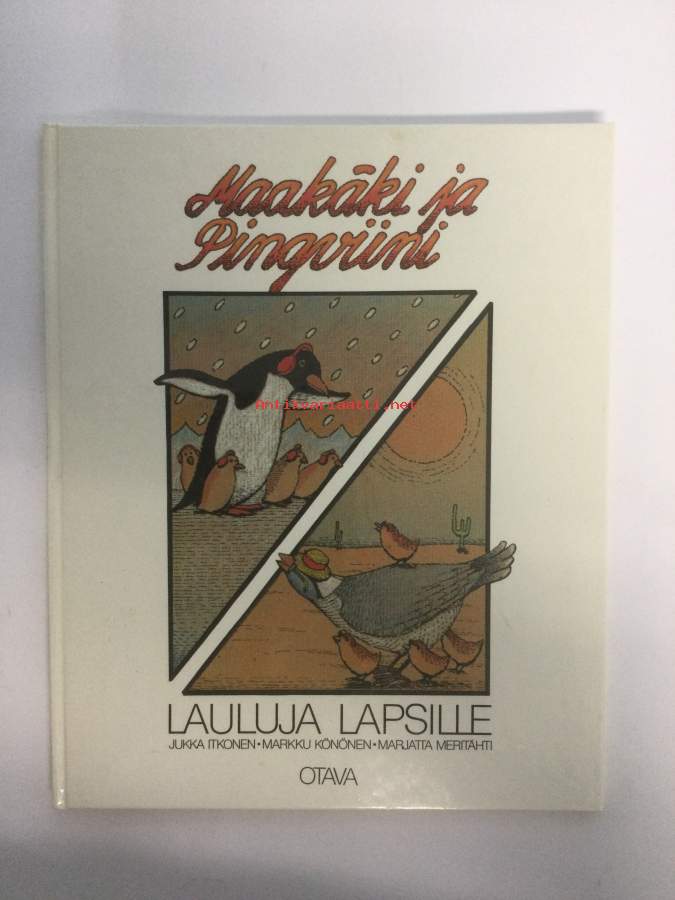 Maakäki ja
Pingviini
Antikvariaatti.net
LAULUJA LAPSILLE
JUKKA ITKONEN • MARKKU KÖNÖNEN • MARJATTA MERITÄHTI
OTAVA